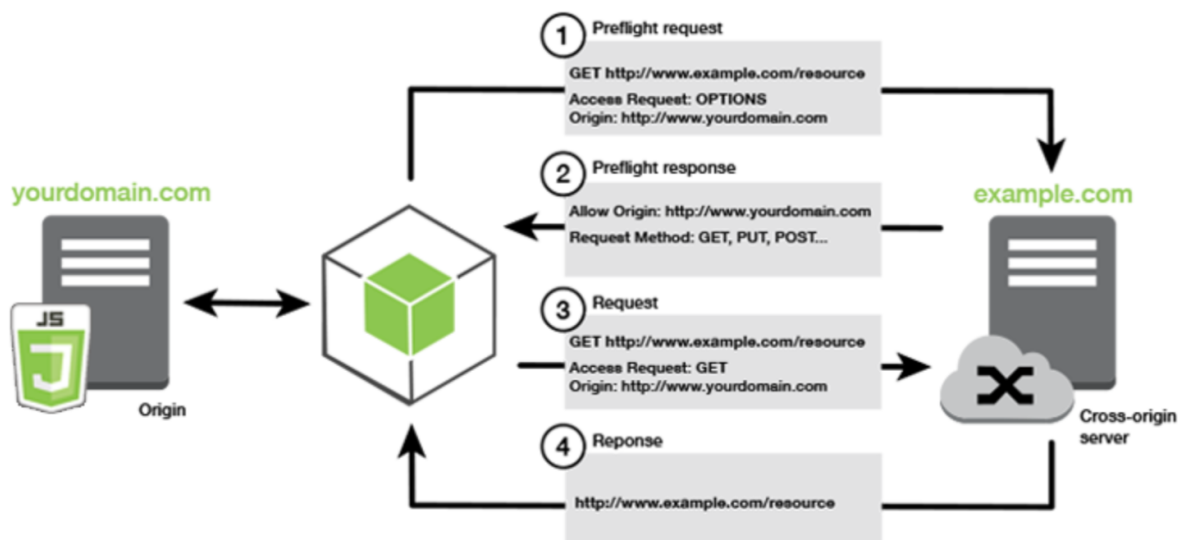 1 Preflight request
GET http://www.example.com/resource
Access Request: OPTIONS
Origin: http://www.yourdomain.com
2 Preflight response
Allow Origin: http://www.yourdomain.com
Request Method: GET, PUT, POST...
yourdomain.com
example.com
JS
Origin
3 Request
GET http://www.example.com/resource
Access Request: GET
Origin: http://www.yourdomain.com
Cross-origin
server
4 Reponse
http://www.example.com/resource